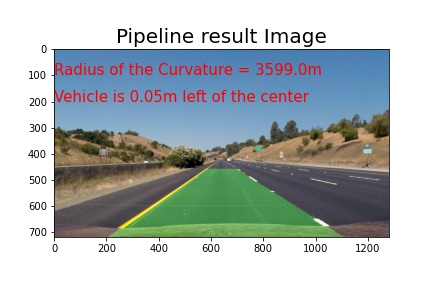 Pipeline result Image
0
Radius of the Curvature = 3599.0m
100
Vehicle is 0.05m left of the center
200
300
400
500
600
700
0 200 400 600 800 1000 1200